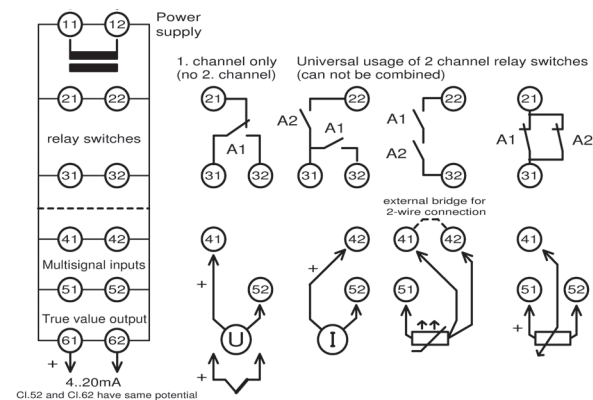 11 12 Power
supply
1. channel only
(no 2. channel)
Universal usage of 2 channel relay switches
(can not be combined)
21 22 21 22 22 21
relay switches
A1 A2 A1 A1 A2 A1 A2
31 32 31 32 31 32 32 31
external bridge for
2-wire connection
41 42 41 42 41 42 41
Multisignal inputs
+ +
51 52 52 52 51 51 52
True value output
61 62 U I +
+ +
4..20mA
Cl.52 and Cl.62 have same potential